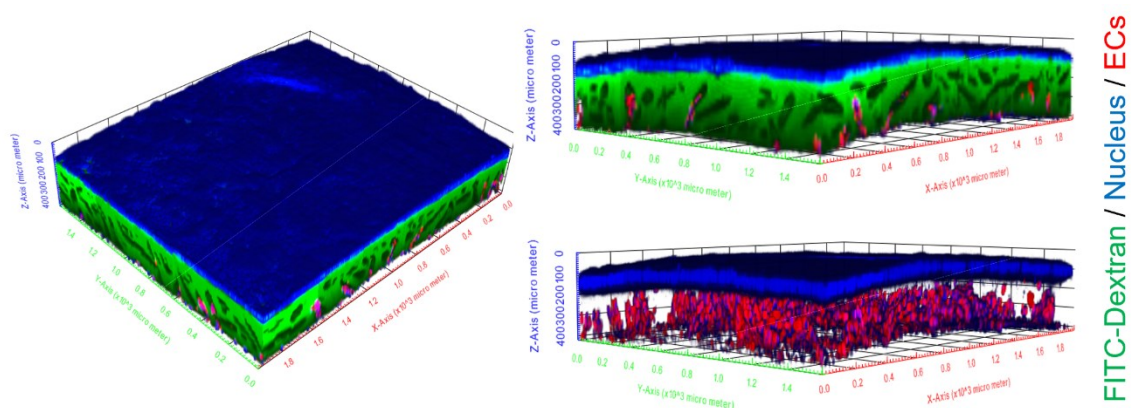 Z-Axis (micro meter)
400300200 100 0
1.4 1.2 1.0 0.8 0.6 0.4 0.2 0.0
Y-Axis (x10^3 micro meter)
1.8 1.6 1.4 1.2 1.0 0.8 0.6 0.4 0.2 0.0
X-Axis (x10^3 micro meter)
Z-Axis (micro meter)
400300200100 0
0.0 0.2 0.4 0.6 0.8 1.0 1.2 1.4
Y-Axis (x10^3 micro meter)
0.0 0.2 0.4 0.6 0.8 1.0 1.2 1.4 1.6 1.8
X-Axis (x10^3 micro meter)
Z-Axis (micro meter)
400300200100 0
0.0 0.2 0.4 0.6 0.8 1.0 1.2 1.4
Y-Axis (x10^3 micro meter)
0.0 0.2 0.4 0.6 0.8 1.0 1.2 1.4 1.6 1.8
X-Axis (x10^3 micro meter)
FITC-Dextran / Nucleus / ECs